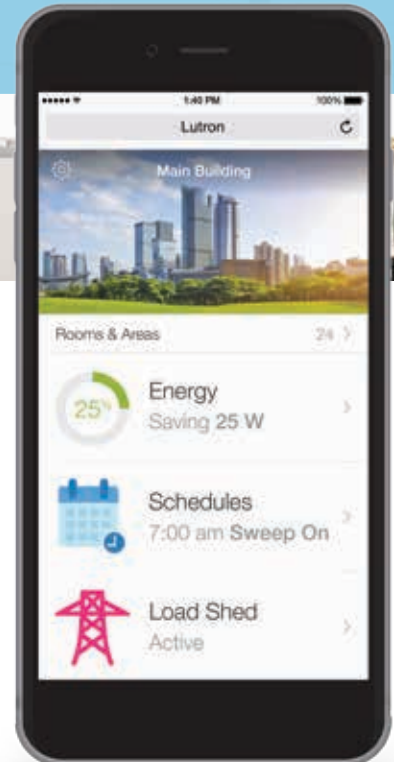 1:40 PM
100%
Lutron
Main Building
Rooms & Areas
24
25%
Energy
Saving 25 W
Schedules
7:00 am Sweep On
Load Shed
Active